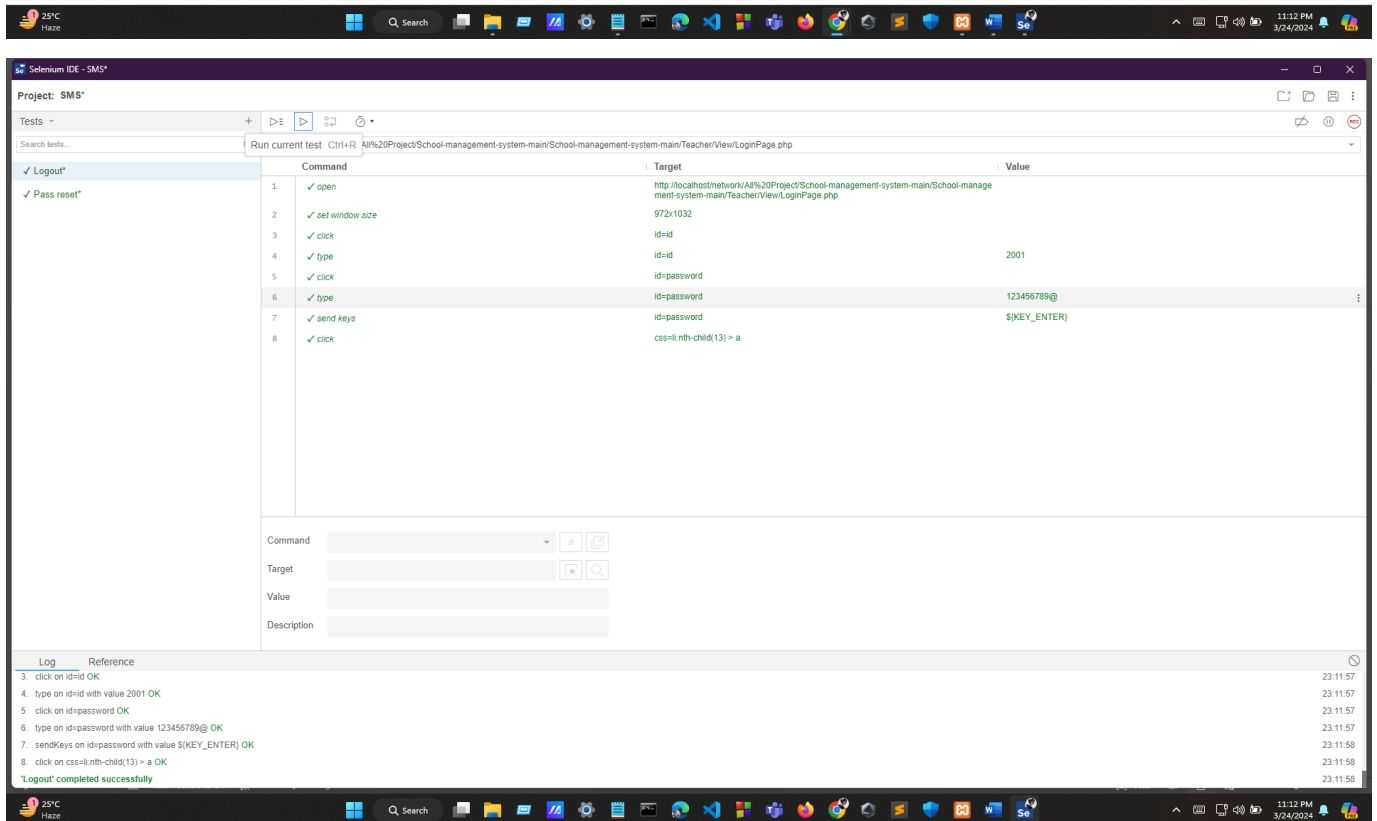 25°C
Haze
Search
11:12 PM
3/24/2024
Selenium IDE - SMS*
Project: SMS*
Tests
Run current test Ctrl+R
Search tests...
All%20Project/School-management-system-main/School-management-system-main/Teacher/View/LoginPage.php
REC
Logout*
Pass reset*
Command Target Value
1 ✓ open http://localhost/network/All%20Project/School-management-system-main/School-manage
ment-system-main/Teacher/View/LoginPage.php
2 ✓ set window size 972x1032
3 ✓ click id=id
4 ✓ type id=id 2001
5 ✓ click id=password
6 ✓ type id=password 123456789@
7 ✓ send keys id=password ${KEY_ENTER}
8 ✓ click css=li:nth-child(13) > a
Command
//
Target
Value
Description
Log Reference
3. click on id=id OK 23:11:57
4. type on id=id with value 2001 OK 23:11:57
5. click on id=password OK 23:11:57
6. type on id=password with value 123456789@ OK 23:11:57
7. sendKeys on id=password with value ${KEY_ENTER} OK 23:11:58
8. click on css=li:nth-child(13) > a OK 23:11:58
'Logout' completed successfully 23:11:58
25°C
Haze
Search
11:12 PM
3/24/2024